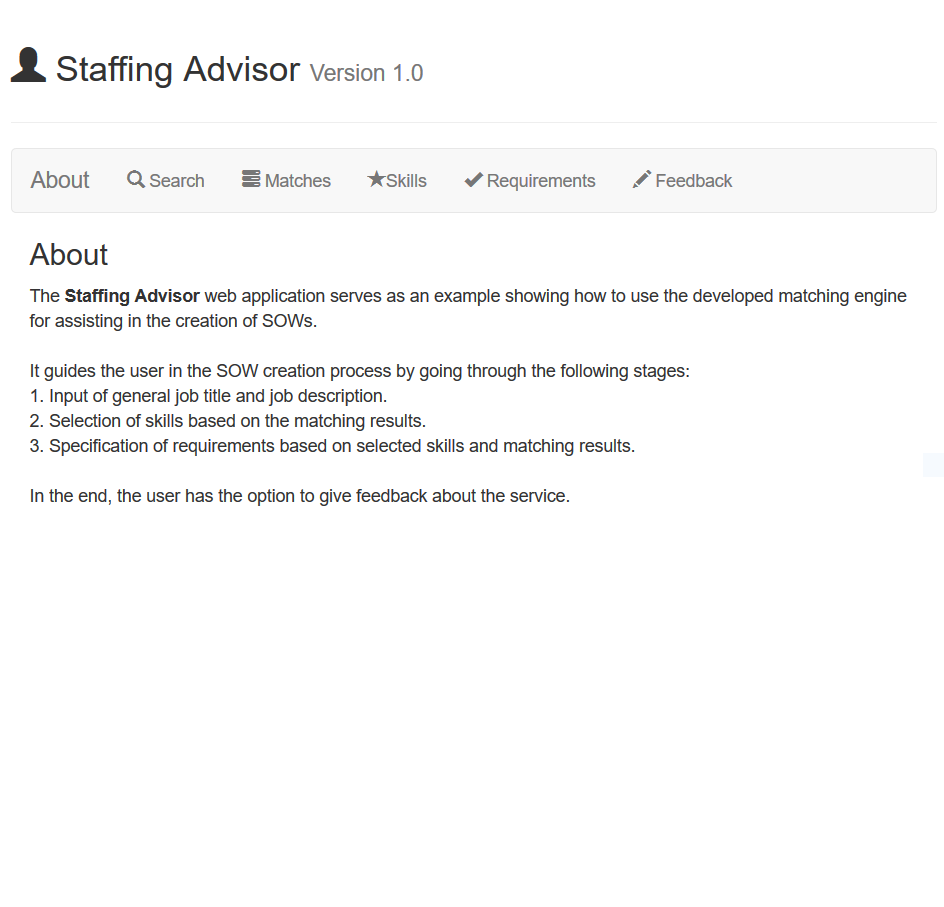 Staffing Advisor Version 1.0
About Search Matches Skills Requirements Feedback
About
The Staffing Advisor web application serves as an example showing how to use the developed matching engine
for assisting in the creation of SOWs.
It guides the user in the SOW creation process by going through the following stages:
1. Input of general job title and job description.
2. Selection of skills based on the matching results.
3. Specification of requirements based on selected skills and matching results.
In the end, the user has the option to give feedback about the service.